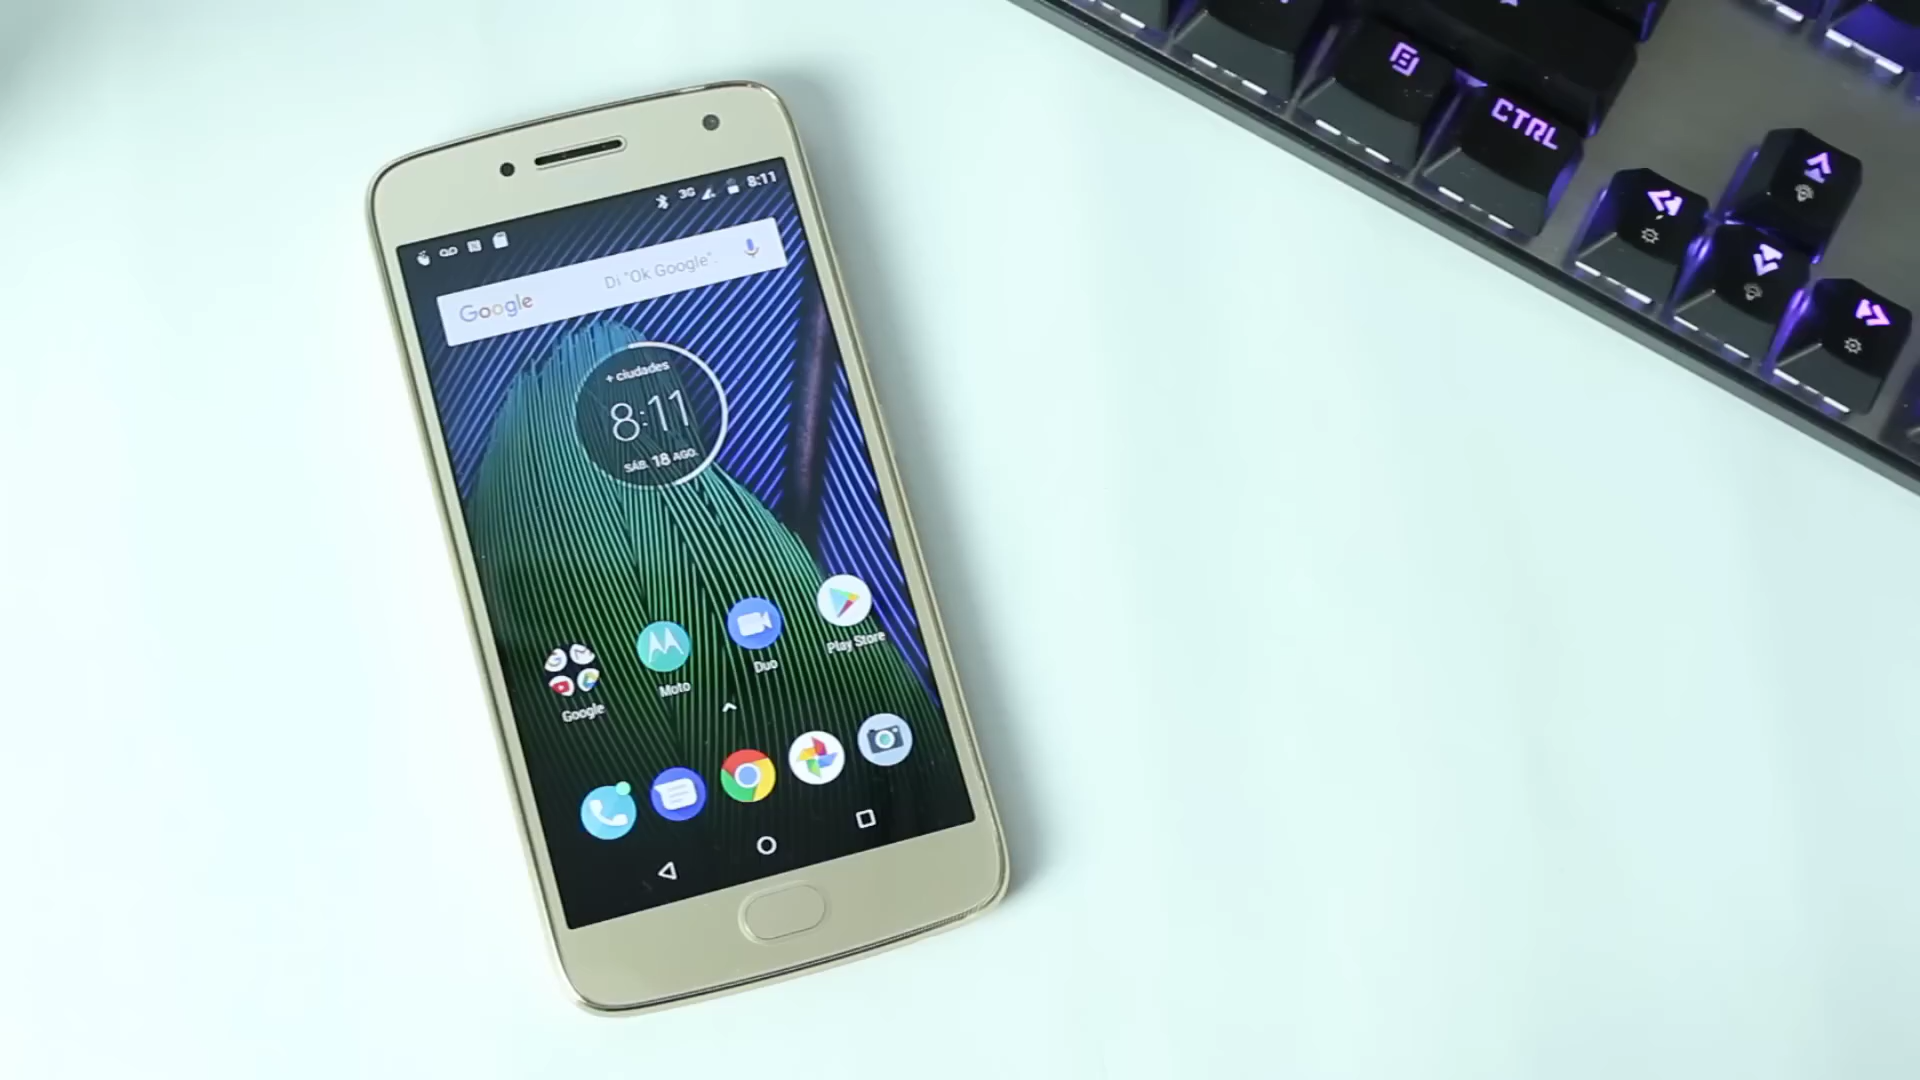 3G 8:11
Google Di "Ok Google".
+ ciudades
8:11
SÁB. 18 AGO.
Google Moto Duo Play Store
CTRL